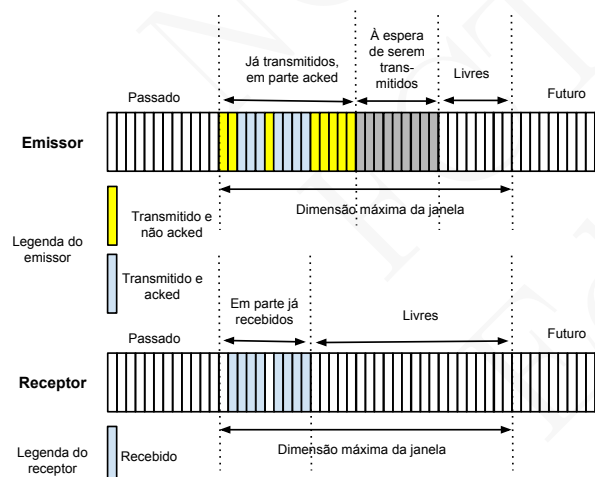 À espera
de serem
trans-
mitidos
Já transmitidos,
em parte acked
Livres
Passado
Futuro
Emissor
Dimensão máxima da janela
Legenda do
emissor
Transmitido e
não acked
Transmitido e
acked
Em parte já
recebidos
Livres
Passado
Futuro
Receptor
Dimensão máxima da janela
Legenda do
receptor
Recebido